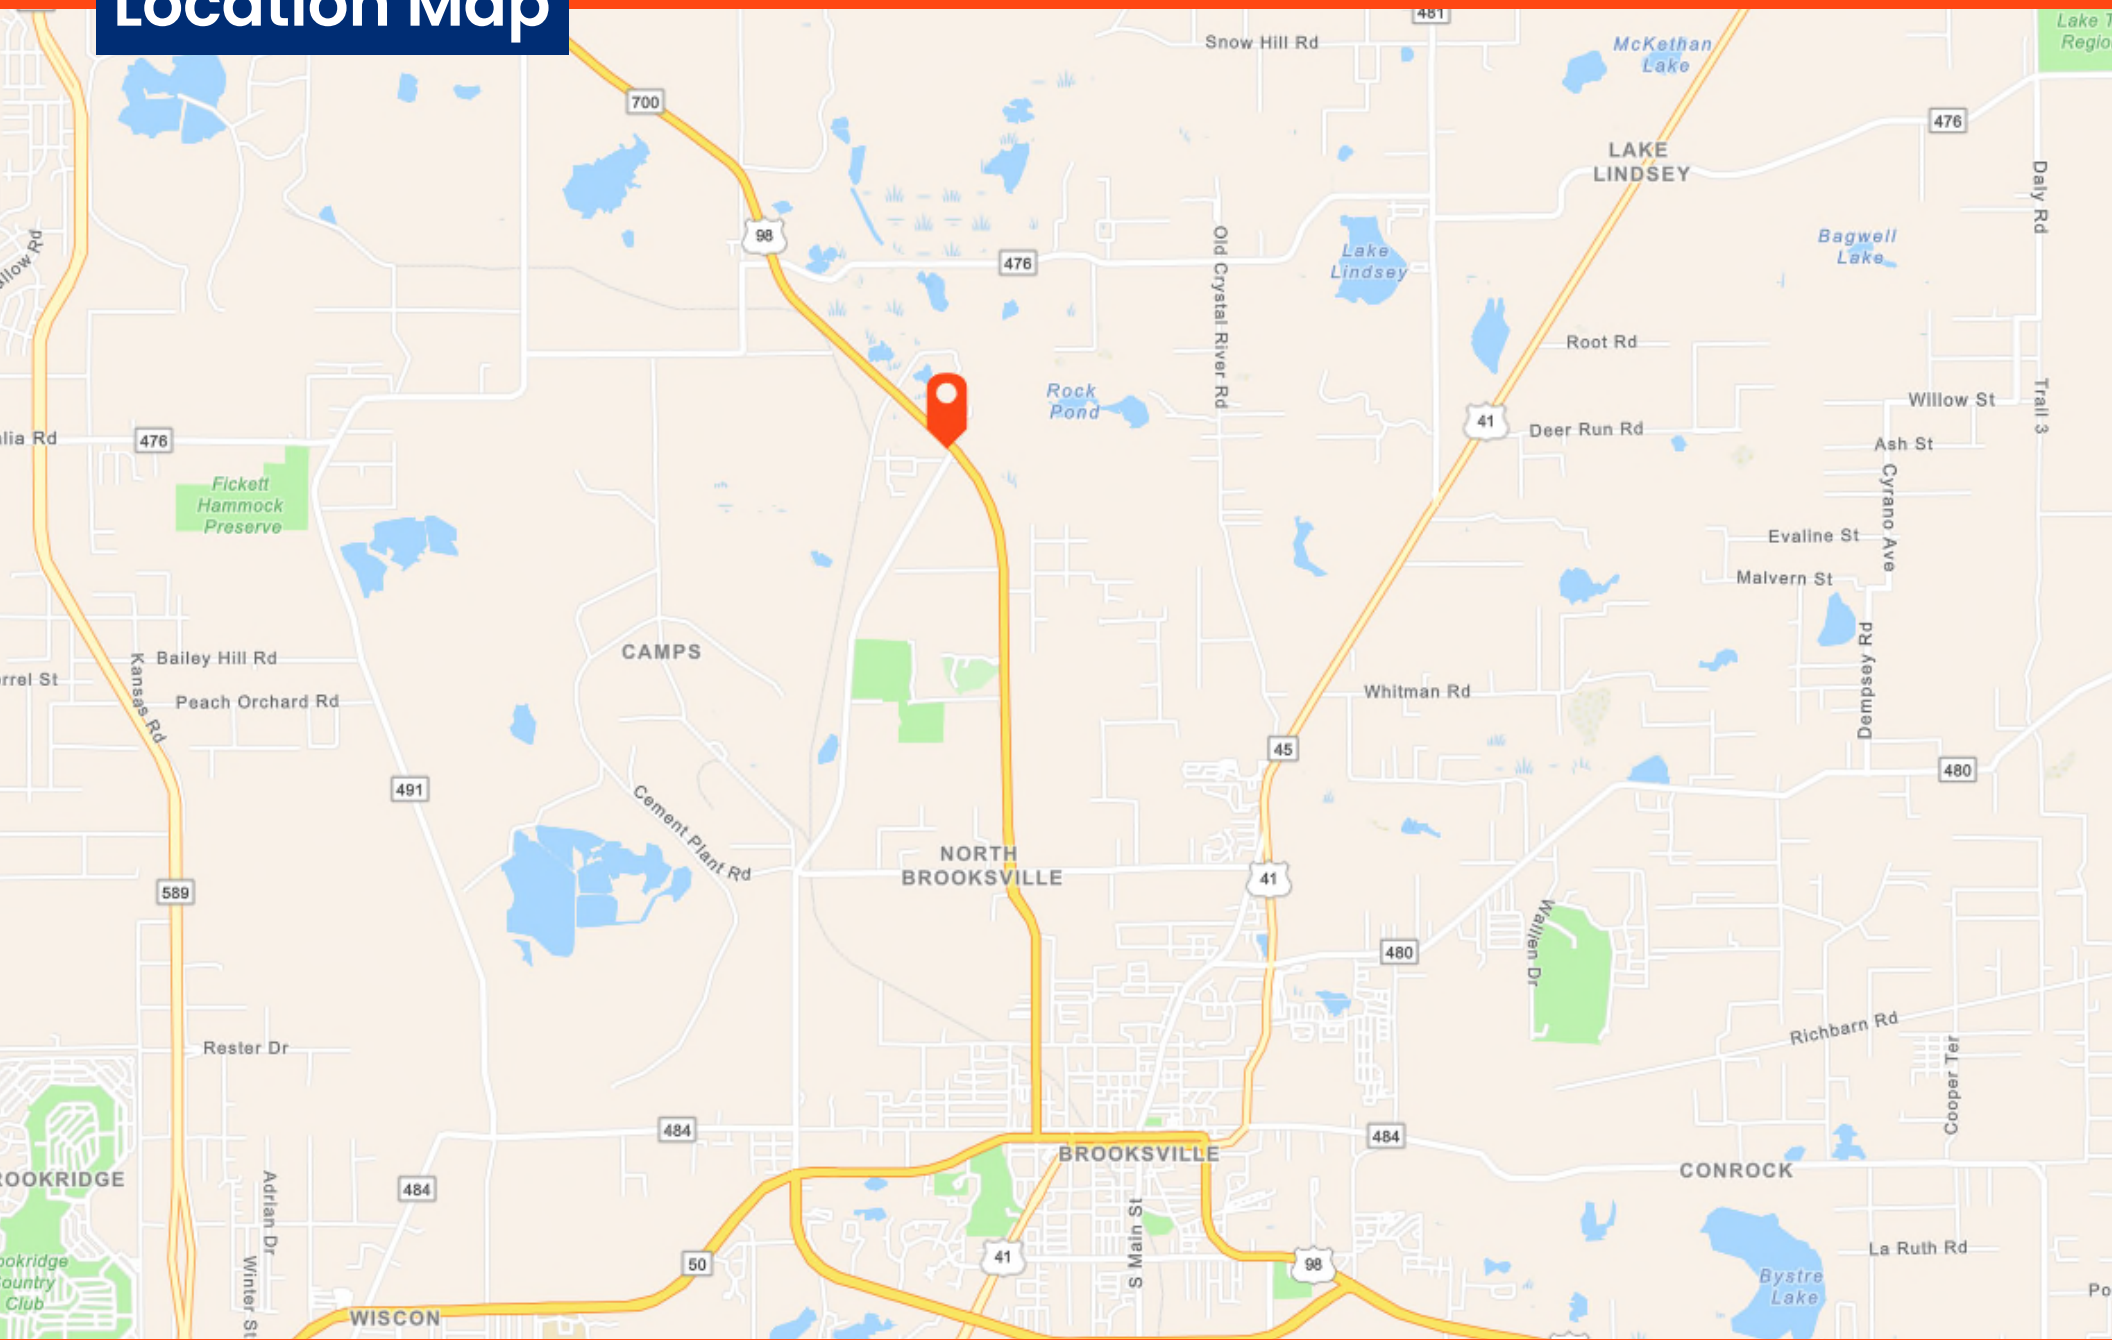 Location Map
481
Snow Hill Rd
McKethan
Lake
700
476
LAKE
LINDSEY
Daly Rd
98
476
Old Crystal River Rd
Lake
Lindsey
Bagwell
Lake
Root Rd
Rock
Pond
Willow St
Trail 3
41
Deer Run Rd
476
Ash St
Fickett
Hammock
Preserve
Cyrano Ave
Evaline St
Malvern St
CAMPS
Kansas Rd
Bailey Hill Rd
Peach Orchard Rd
Whitman Rd
Dempsey Rd
45
480
491
Cement Plant Rd
NORTH
BROOKSVILLE
41
589
Wallien Dr
480
Richbarn Rd
Rester Dr
Cooper Ter
484
484
BROOKSVILLE
CONROCK
484
Adrian Dr
S Main St
41
50
98
La Ruth Rd
Winter St
Bystre
Lake
Club
WISCON